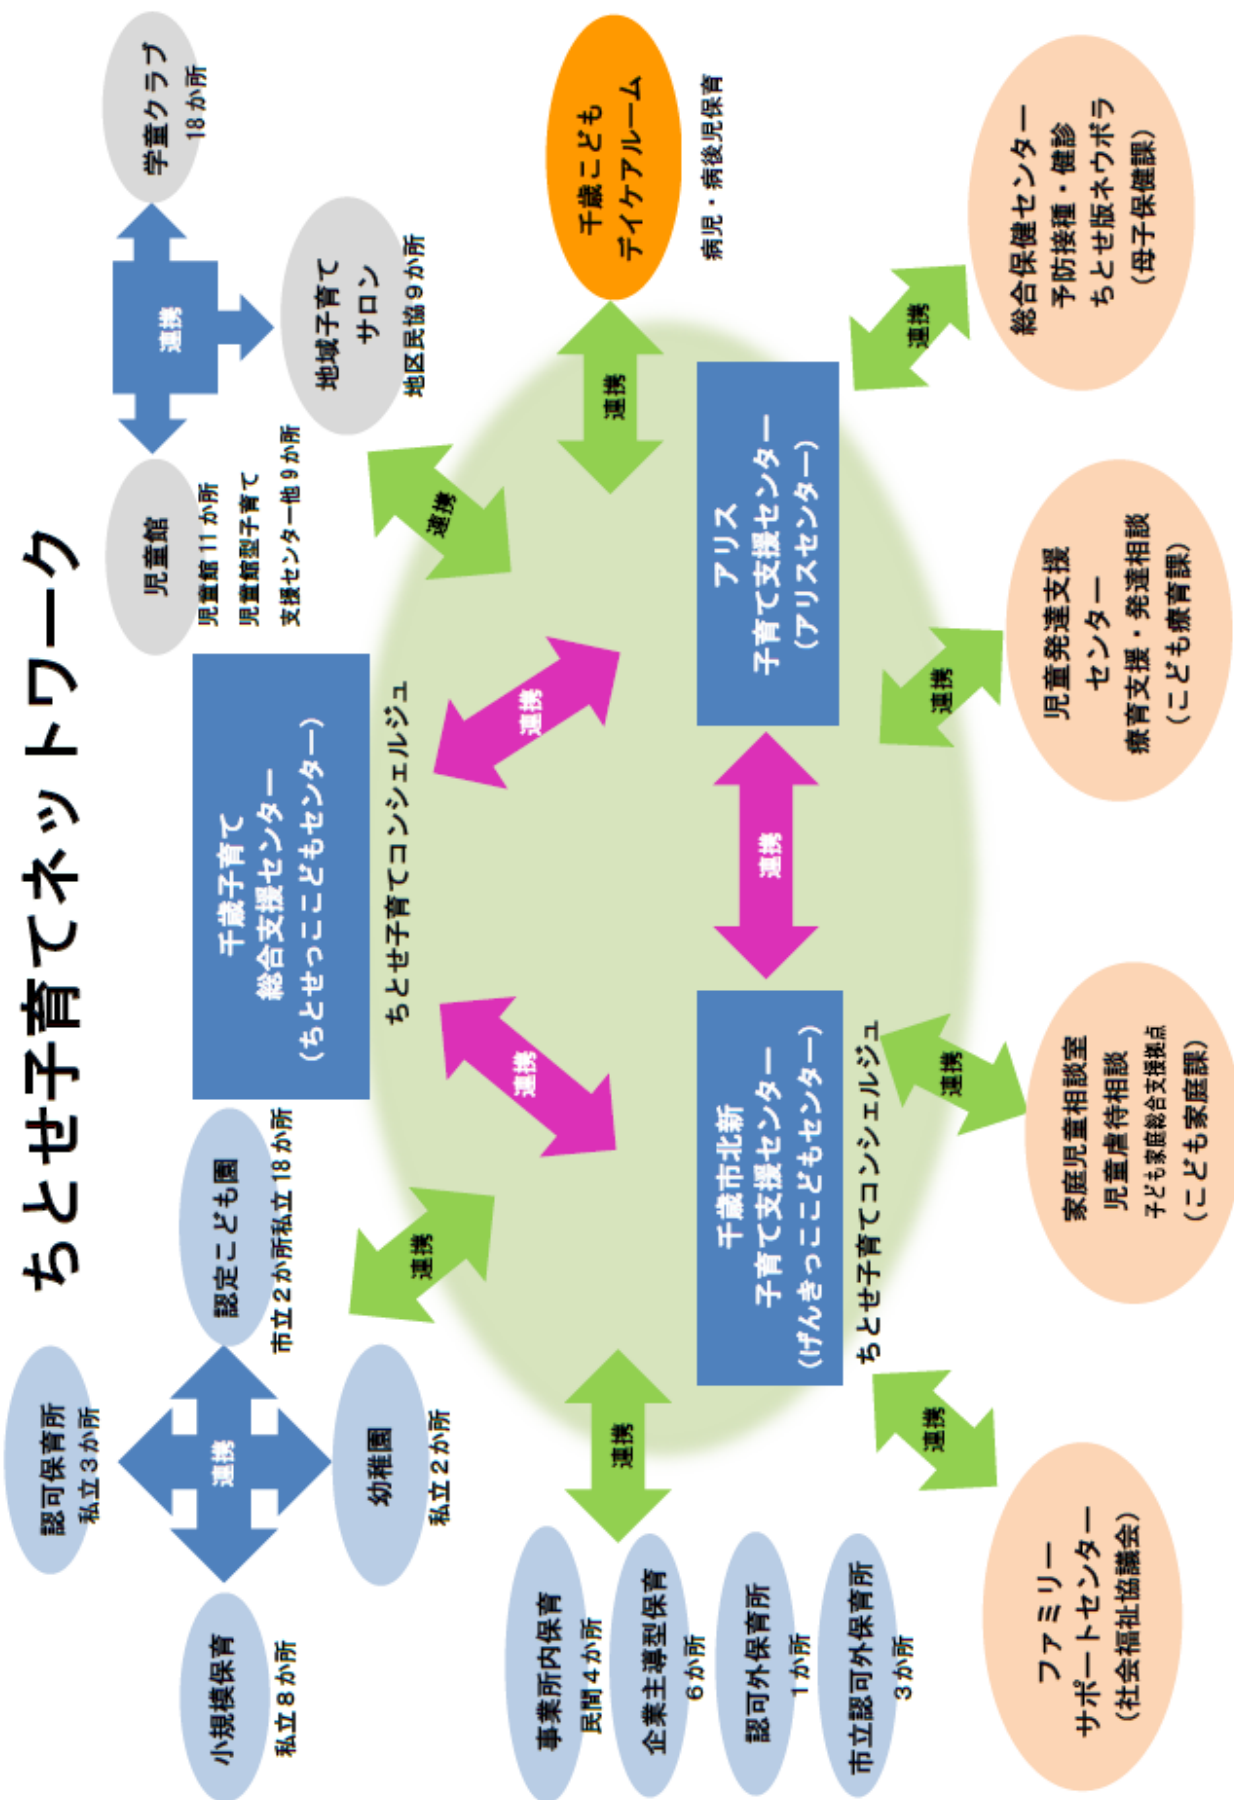 ちとせ子育てネットワーク
認可保育所
私立３か所
小規模保育
私立８か所
連携
認定こども園
市立２か所私立18か所
幼稚園
私立２か所
千歳子育て
総合支援センター
（ちとせっここどもセンター）
ちとせ子育てコンシェルジュ
児童館
児童館11か所
児童館型子育て
支援センター他９か所
連携
学童クラブ
18か所
地域子育て
サロン
地区民協９か所
連携
連携
連携
連携
事業所内保育
民間４か所
企業主導型保育
６か所
認可外保育所
１か所
市立認可外保育所
３か所
連携
連携
千歳こども
デイケアルーム
病児・病後児保育
千歳市北新
子育て支援センター
（げんきっここどもセンター）
ちとせ子育てコンシェルジュ
連携
アリス
子育て支援センター
（アリスセンター）
連携
連携
連携
連携
ファミリー
サポートセンター
（社会福祉協議会）
家庭児童相談室
児童虐待相談
子ども家庭総合支援拠点
（こども家庭課）
児童発達支援
センター
療育支援・発達相談
（こども療育課）
総合保健センター
予防接種・健診
ちとせ版ネウボラ
（母子保健課）